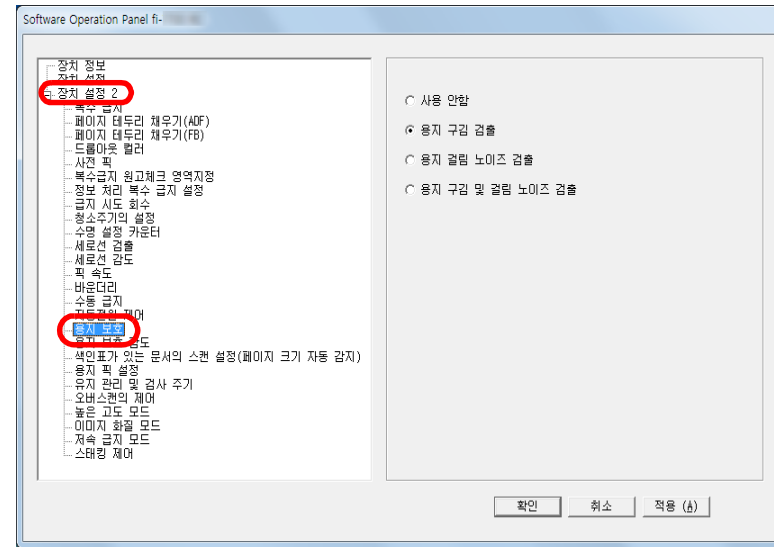 Software Operation Panel fi-
장치 정보
장치 설정
장치 설정 2
복수 급지
페이지 테두리 채우기(ADF)
페이지 테두리 채우기(FB)
드롭아웃 컬러
사전 픽
복수급지 원고체크 영역지정
정보 처리 복수 급지 설정
급지 시도 회수
청소주기의 설정
수명 설정 카운터
세로선 검출
세로선 감도
픽 속도
바운더리
수동 급지
자동전원 제어
용지 보호
용지 보호 감도
색인표가 있는 문서의 스캔 설정(페이지 크기 자동 감지)
용지 픽 설정
유지 관리 및 검사 주기
오버스캔의 제어
높은 고도 모드
이미지 화질 모드
저속 급지 모드
스태킹 제어
사용 안함
용지 구김 검출
용지 걸림 노이즈 검출
용지 구김 및 걸림 노이즈 검출
확인 취소 적용 (A)